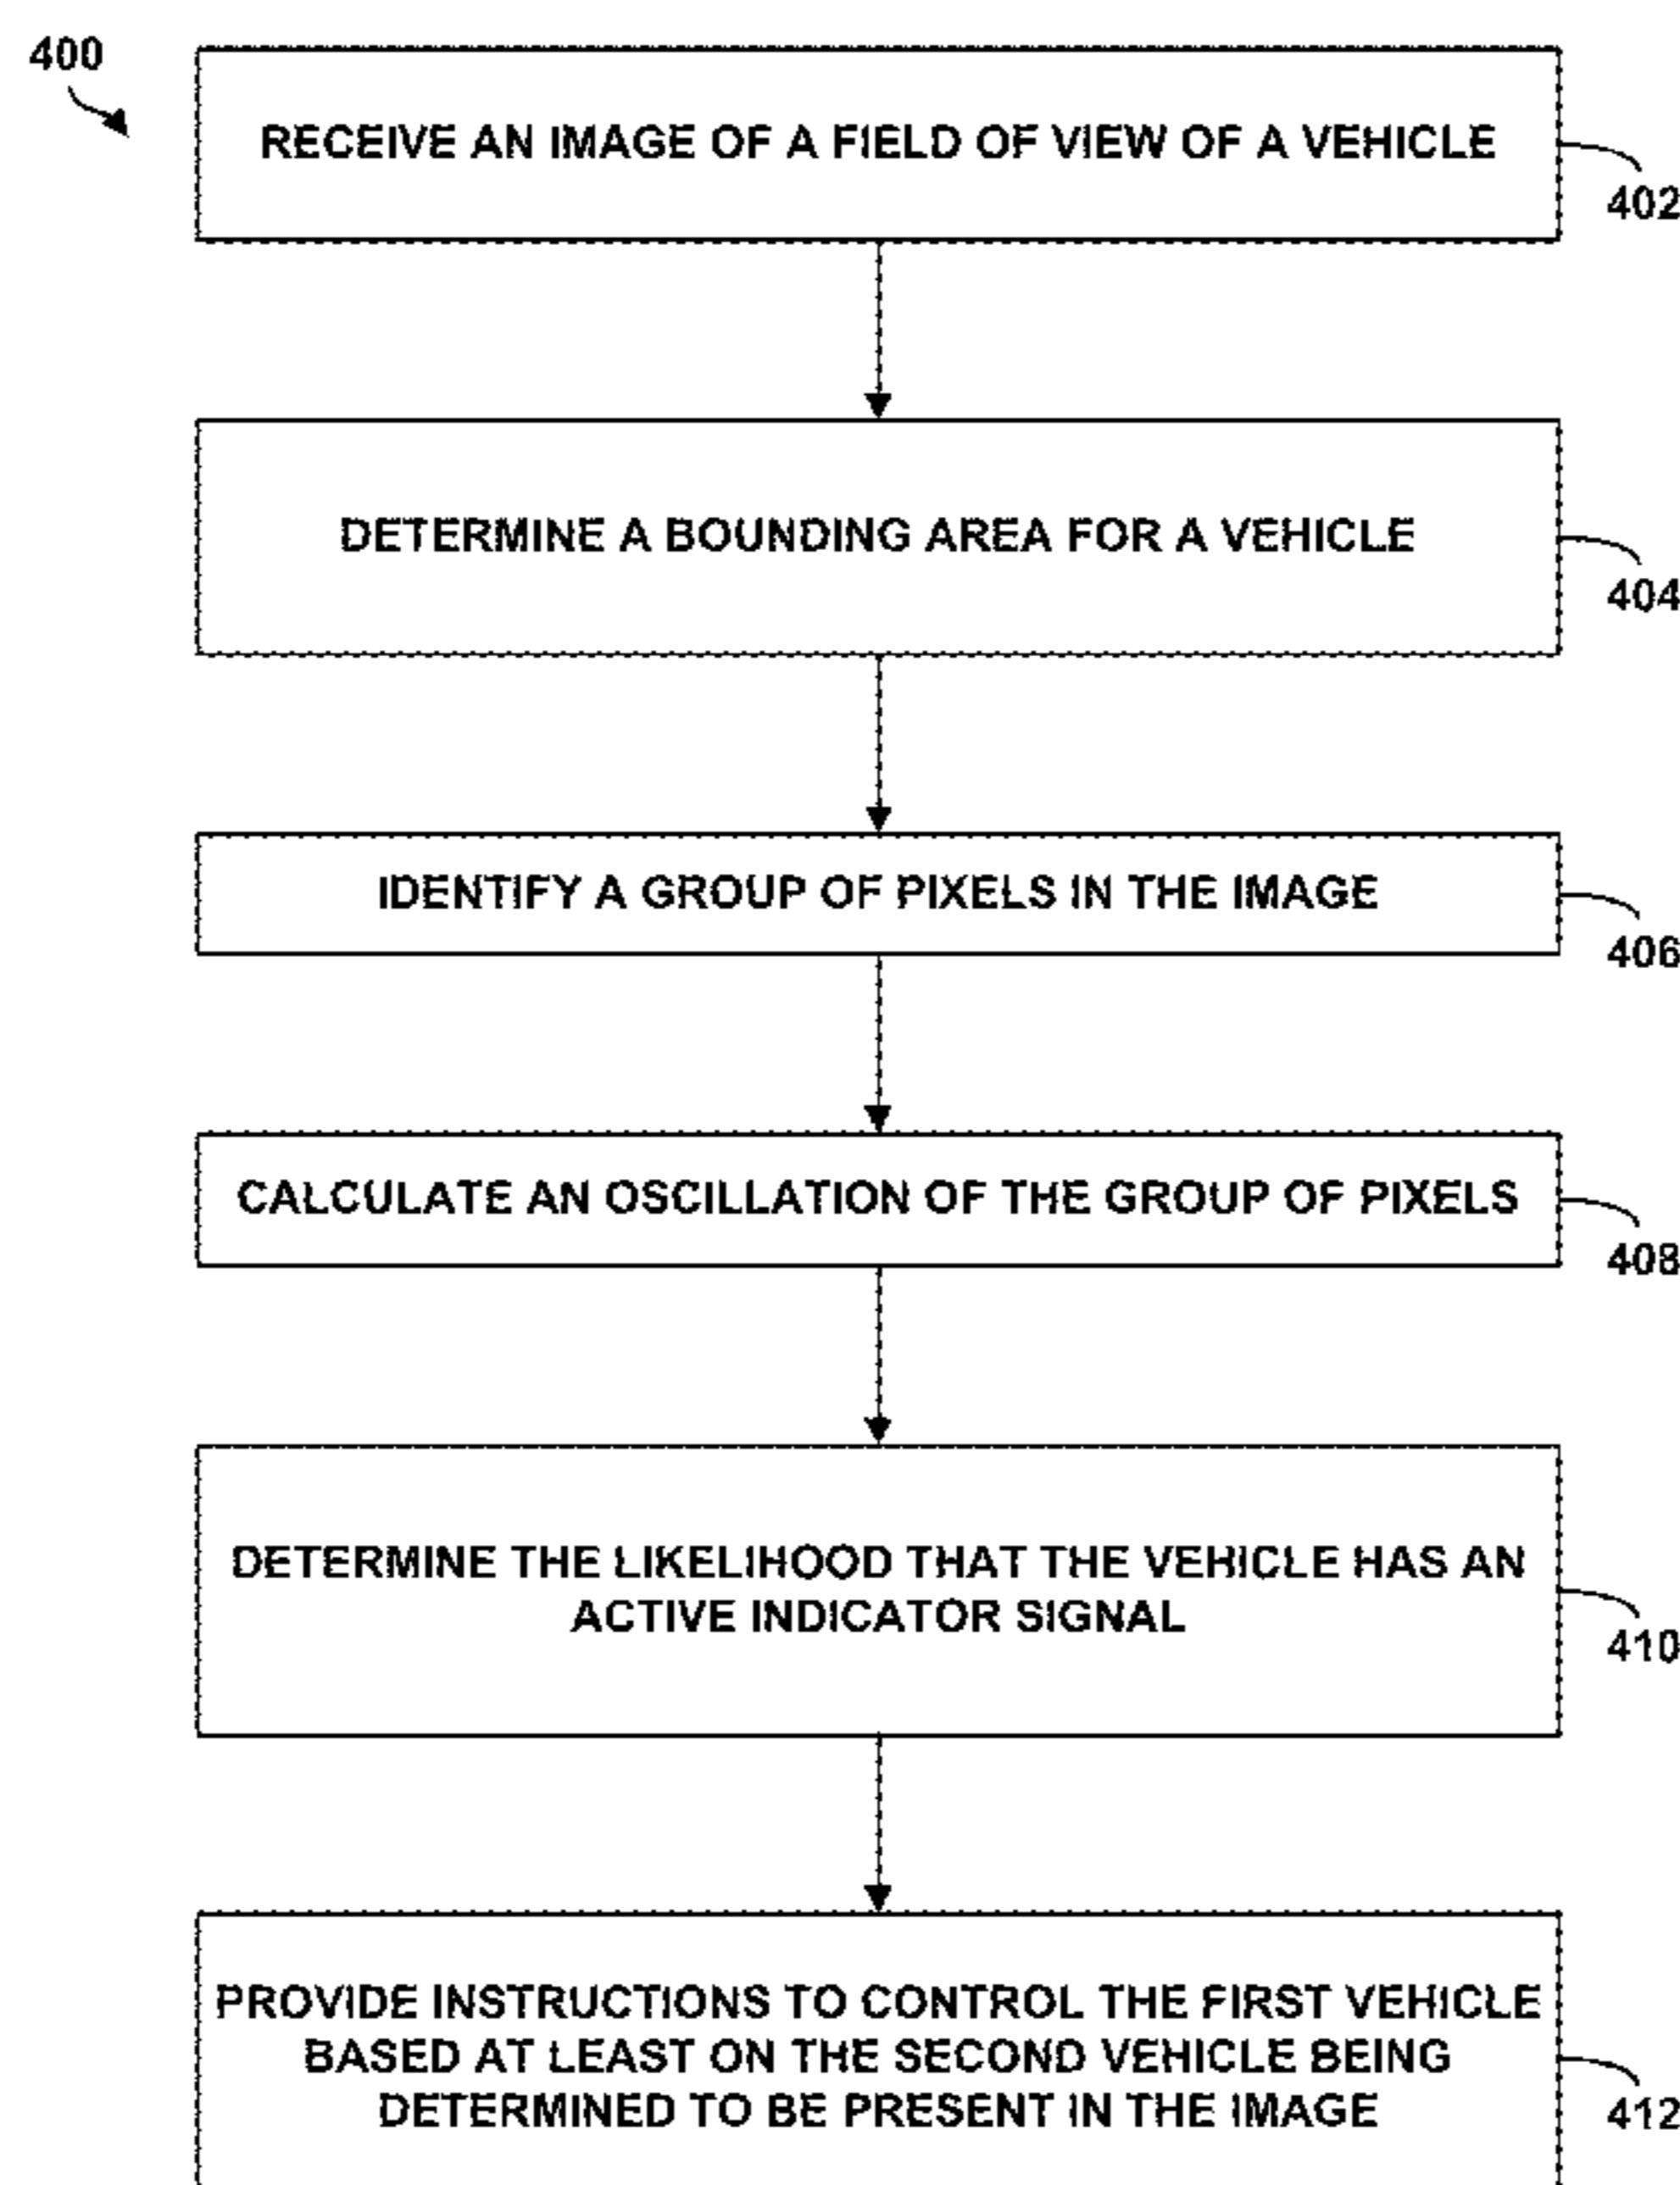 400
RECEIVE AN IMAGE OF A FIELD OF VIEW OF A VEHICLE
402
DETERMINE A BOUNDING AREA FOR A VEHICLE
404
IDENTIFY A GROUP OF PIXELS IN THE IMAGE
406
CALCULATE AN OSCILLATION OF THE GROUP OF PIXELS
408
DETERMINE THE LIKELIHOOD THAT THE VEHICLE HAS AN
ACTIVE INDICATOR SIGNAL
410
PROVIDE INSTRUCTIONS TO CONTROL THE FIRST VEHICLE
BASED AT LEAST ON THE SECOND VEHICLE BEING
DETERMINED TO BE PRESENT IN THE IMAGE
412